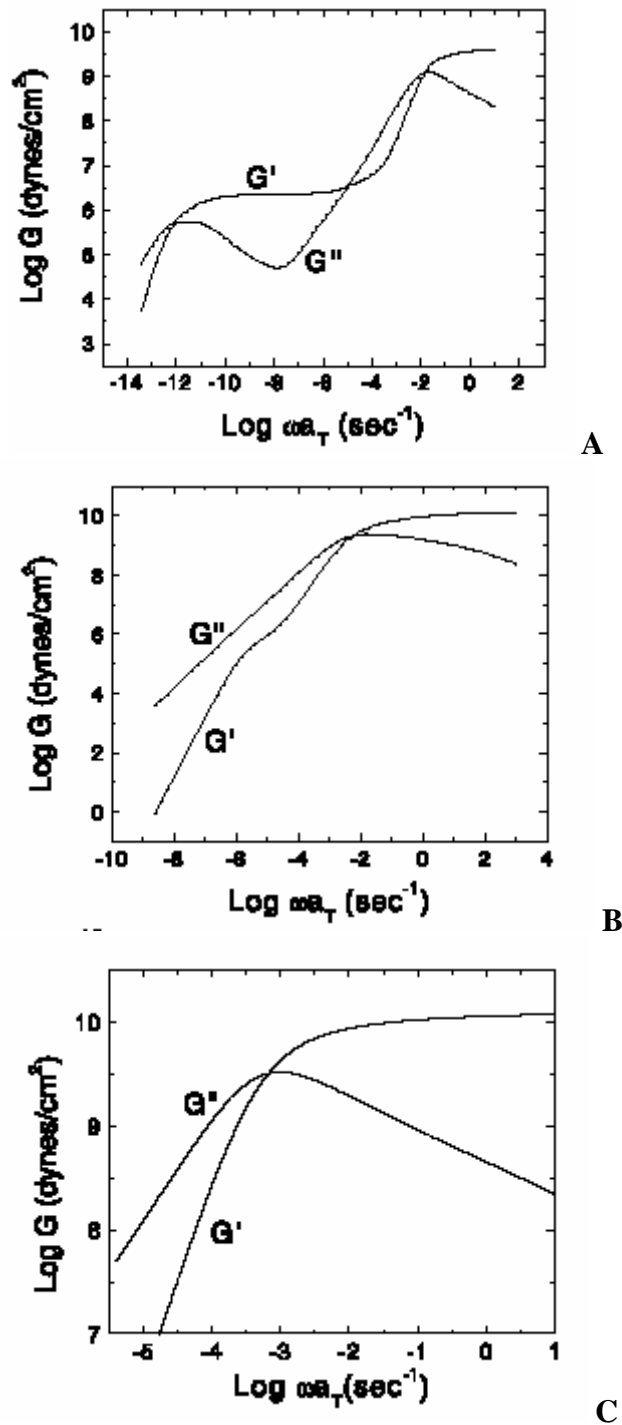 10
9
8
7
6
5
4
3
Log G (dynes/cm²)
G'
G"
-14 -12 -10 -8 -6 -4 -2 0 2
Log ωa_T (sec⁻¹)
A
10
8
6
4
2
0
Log G (dynes/cm²)
G"
G'
-10 -8 -6 -4 -2 0 2 4
Log ωa_T (sec⁻¹)
B
10
9
8
7
Log G (dynes/cm²)
G"
G'
-5 -4 -3 -2 -1 0 1
Log ωa_T(sec⁻¹)
C